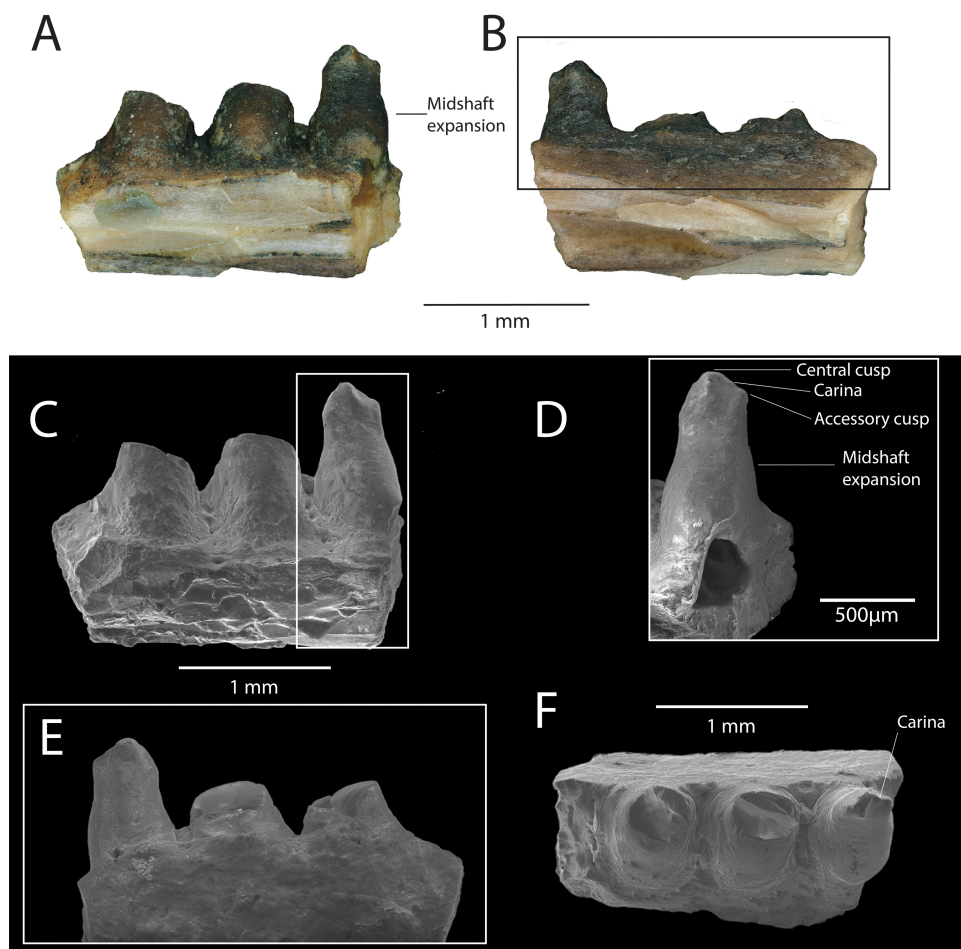 A
B
Midshaft
expansion
1 mm
C
D
Central cusp
Carina
Accessory cusp
Midshaft
expansion
500μm
1 mm
E
F
1 mm
Carina